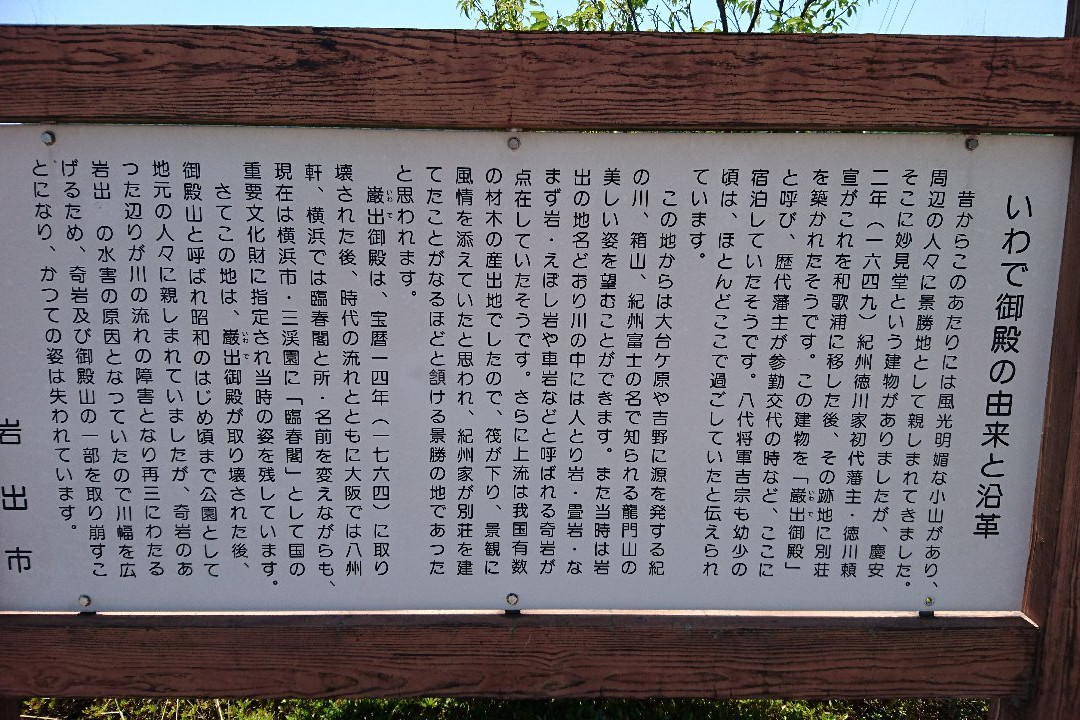 いわで御殿の由来と沿革
昔からこのあたりには風光明媚な小山があり、
周辺の人々に景勝地として親しまれてきました。
そこに妙見堂という建物がありましたが、慶安
二年（一六四九）紀州徳川家初代藩主・徳川頼
宣がこれを和歌浦に移した後、その跡地に別荘
を築かれたそうです。この建物を「巌出御殿」
と呼び、歴代藩主が参勤交代の時など、ここに
宿泊していたそうです。八代将軍吉宗も幼少の
頃は、ほとんどここで過ごしていたと伝えられ
ています。
この地からは大台ケ原や吉野に源を発する紀
の川、箱山、紀州富士の名で知られる龍門山の
美しい姿を望むことができます。また当時は岩
出の地名どおり川の中には人とり岩・畳岩・な
まず岩・えぼし岩や車岩などと呼ばれる奇岩が
点在していたそうです。さらに上流は我国有数
の材木の産出地でしたので、筏が下り、景観に
風情を添えていたと思われ、紀州家が別荘を建
てたことがなるほどと頷ける景勝の地であった
と思われます。
巌出御殿は、宝暦一四年（一七六四）に取り
壊された後、時代の流れとともに大阪では八州
軒、横浜では臨春閣と所・名前を変えながらも、
現在は横浜市・三渓園に「臨春閣」として国の
重要文化財に指定され当時の姿を残しています。
さてこの地は、巌出御殿が取り壊された後、
御殿山と呼ばれ昭和のはじめ頃まで公園として
地元の人々に親しまれていましたが、奇岩のあ
った辺りが川の流れの障害となり再三にわたる
岩出　の水害の原因となっていたので川幅を広
げるため、奇岩及び御殿山の一部を取り崩すこ
とになり、かつての姿は失われています。
岩出市